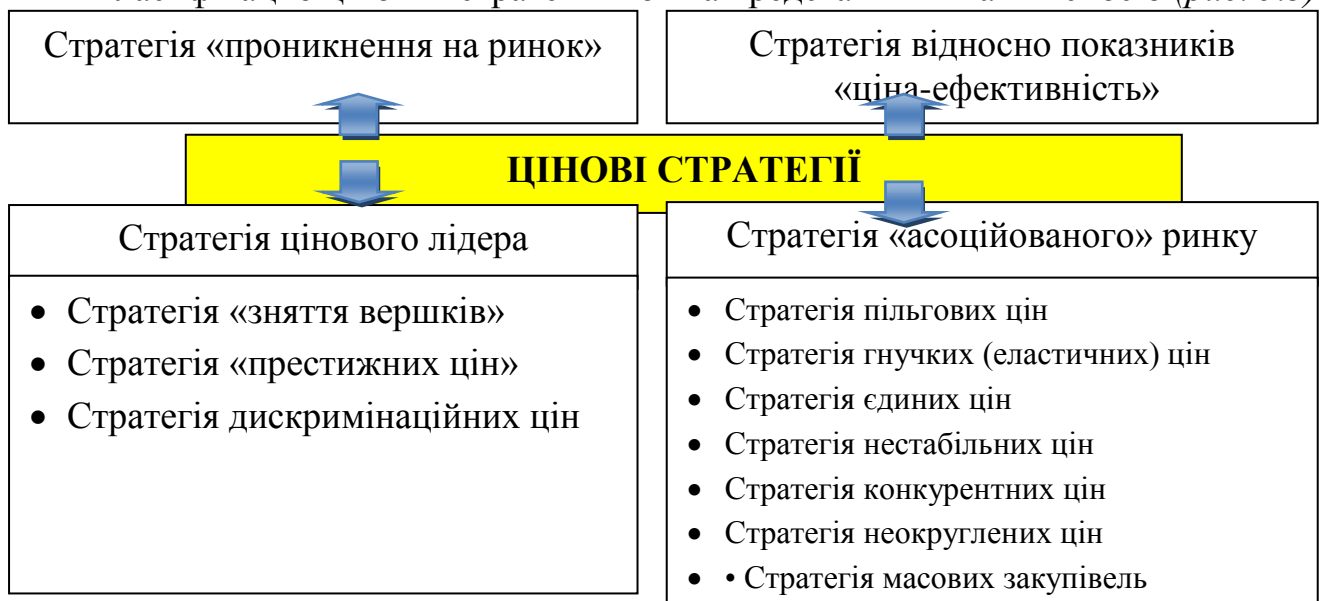 Стратегія «проникнення на ринок»
Стратегія відносно показників
«ціна-ефективність»
ЦІНОВІ СТРАТЕГІЇ
Стратегія цінового лідера
• Стратегія «зняття вершків»
• Стратегія «престижних цін»
• Стратегія дискримінаційних цін
Стратегія «асоційованого» ринку
• Стратегія пільгових цін
• Стратегія гнучких (еластичних) цін
• Стратегія єдиних цін
• Стратегія нестабільних цін
• Стратегія конкурентних цін
• Стратегія неокруглених цін
• • Стратегія масових закупівель